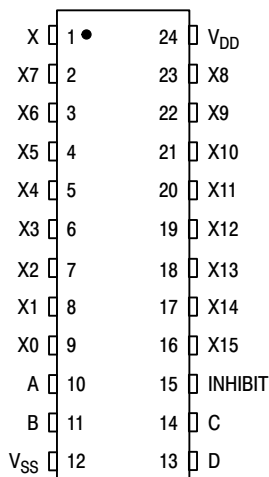 X 1 24 V_DD
X7 2 23 X8
X6 3 22 X9
X5 4 21 X10
X4 5 20 X11
X3 6 19 X12
X2 7 18 X13
X1 8 17 X14
X0 9 16 X15
A 10 15 INHIBIT
B 11 14 C
V_SS 12 13 D